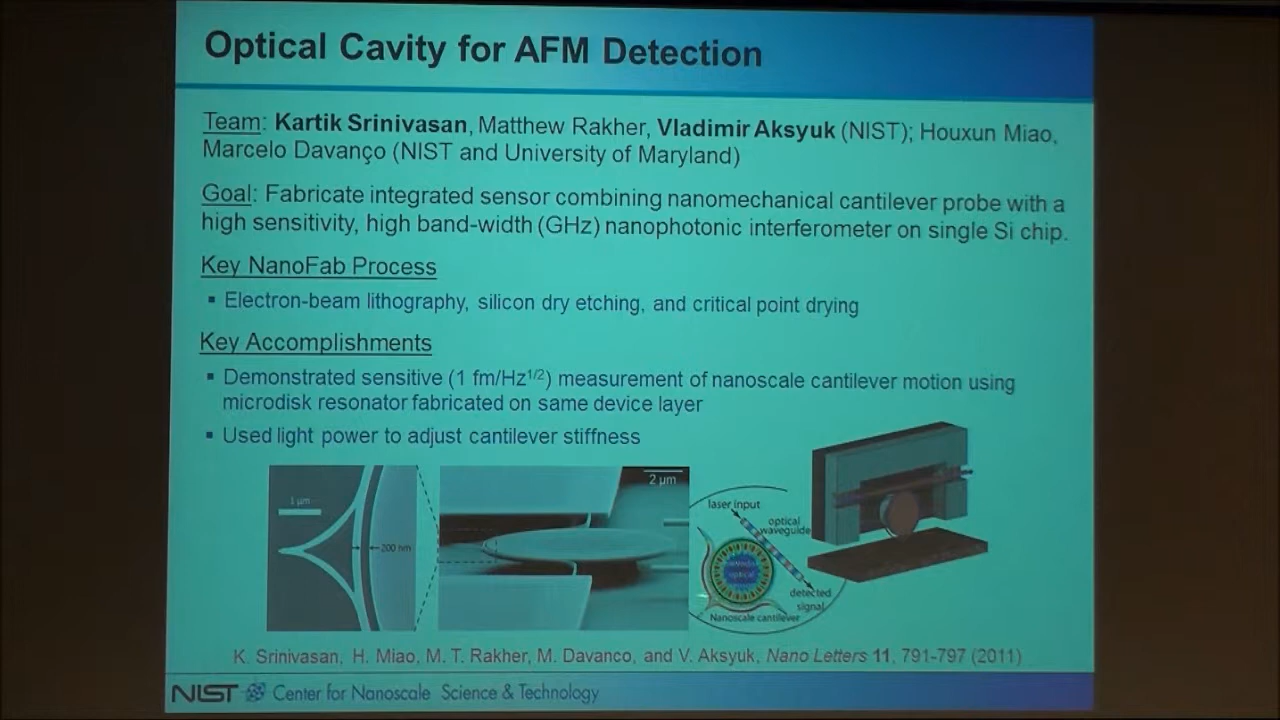 Optical Cavity for AFM Detection
Team: Kartik Srinivasan, Matthew Rakher, Vladimir Aksyuk (NIST); Houxun Miao,
Marcelo Davanço (NIST and University of Maryland)
Goal: Fabricate integrated sensor combining nanomechanical cantilever probe with a
high sensitivity, high band-width (GHz) nanophotonic interferometer on single Si chip.
Key NanoFab Process
▪ Electron-beam lithography, silicon dry etching, and critical point drying
Key Accomplishments
▪ Demonstrated sensitive (1 fm/Hz1/2) measurement of nanoscale cantilever motion using
microdisk resonator fabricated on same device layer
▪ Used light power to adjust cantilever stiffness
1 µm
200 nm
2 µm
laser input
optical
waveguide
optical
detected
signal
Nanoscale cantilever
K. Srinivasan, H. Miao, M. T. Rakher, M. Davanco, and V. Aksyuk, Nano Letters 11, 791-797 (2011)
NIST Center for Nanoscale Science & Technology